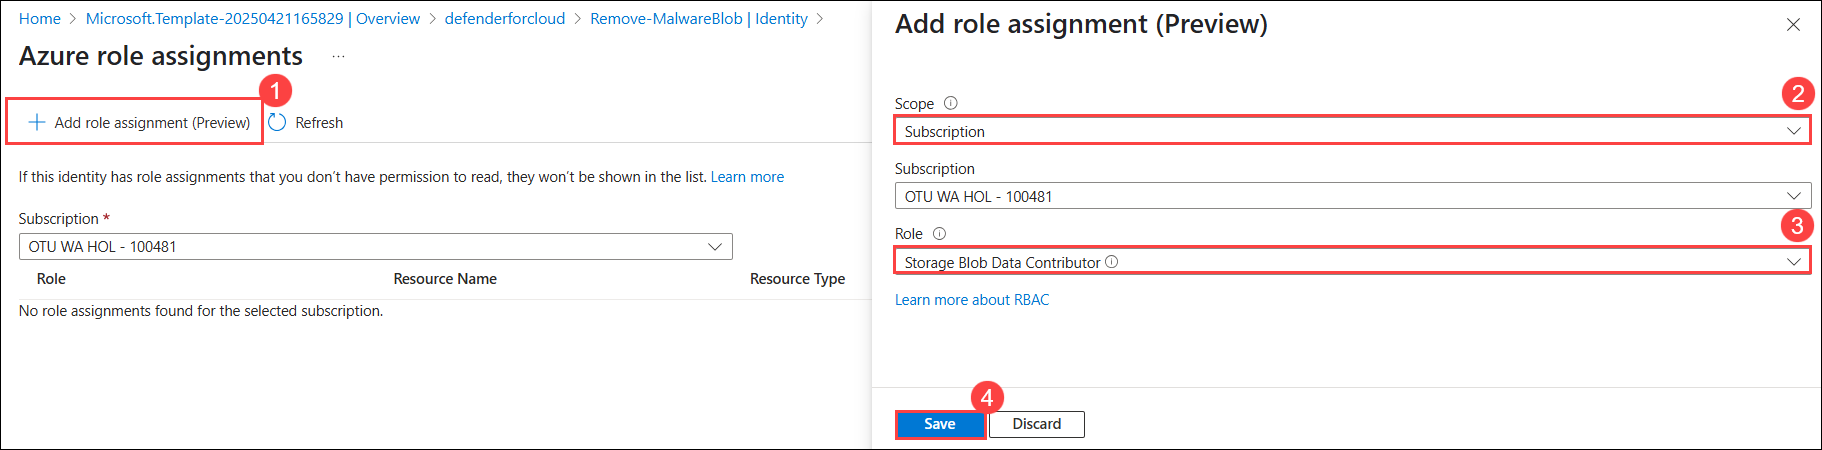 Home > Microsoft.Template-20250421165829 | Overview > defenderforcloud > Remove-MalwareBlob | Identity >
Azure role assignments ...
1
+ Add role assignment (Preview) Refresh
If this identity has role assignments that you don't have permission to read, they won't be shown in the list. Learn more
Subscription *
OTU WA HOL - 100481
Role Resource Name Resource Type
No role assignments found for the selected subscription.
Add role assignment (Preview)
Scope
2
Subscription
Subscription
OTU WA HOL - 100481
Role
3
Storage Blob Data Contributor
Learn more about RBAC
4
Save Discard